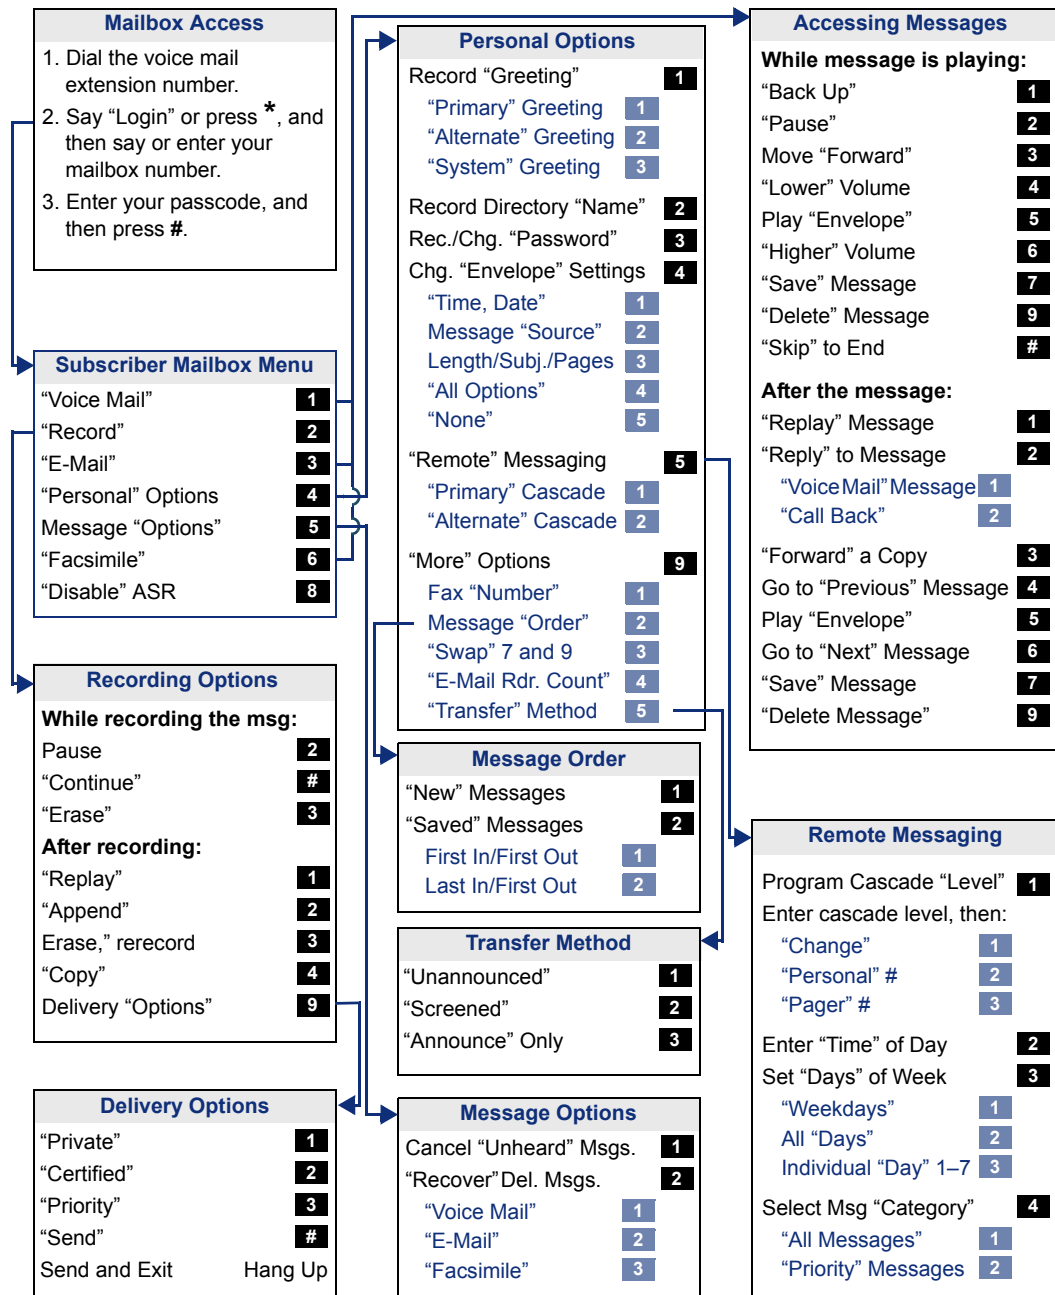 Mailbox Access
1. Dial the voice mail
extension number.
2. Say “Login” or press *, and
then say or enter your
mailbox number.
3. Enter your passcode, and
then press #.
Subscriber Mailbox Menu
“Voice Mail” 1
“Record” 2
“E-Mail” 3
“Personal” Options 4
Message “Options” 5
“Facsimile” 6
“Disable” ASR 8
Recording Options
While recording the msg:
Pause 2
“Continue” #
“Erase” 3
After recording:
“Replay” 1
“Append” 2
Erase,” rerecord 3
“Copy” 4
Delivery “Options” 9
Delivery Options
“Private” 1
“Certified” 2
“Priority” 3
“Send” #
Send and Exit Hang Up
Personal Options
Record “Greeting” 1
“Primary” Greeting 1
“Alternate” Greeting 2
“System” Greeting 3
Record Directory “Name” 2
Rec./Chg. “Password” 3
Chg. “Envelope” Settings 4
“Time, Date” 1
Message “Source” 2
Length/Subj./Pages 3
“All Options” 4
“None” 5
“Remote” Messaging 5
“Primary” Cascade 1
“Alternate” Cascade 2
“More” Options 9
Fax “Number” 1
Message “Order” 2
“Swap” 7 and 9 3
“E-Mail Rdr. Count” 4
“Transfer” Method 5
Message Order
“New” Messages 1
“Saved” Messages 2
First In/First Out 1
Last In/First Out 2
Transfer Method
“Unannounced” 1
“Screened” 2
“Announce” Only 3
Message Options
Cancel “Unheard” Msgs. 1
“Recover” Del. Msgs. 2
“Voice Mail” 1
“E-Mail” 2
“Facsimile” 3
Accessing Messages
While message is playing:
“Back Up” 1
“Pause” 2
Move “Forward” 3
“Lower” Volume 4
Play “Envelope” 5
“Higher” Volume 6
“Save” Message 7
“Delete” Message 9
“Skip” to End #
After the message:
“Replay” Message 1
“Reply” to Message 2
“Voice Mail” Message 1
“Call Back” 2
“Forward” a Copy 3
Go to “Previous” Message 4
Play “Envelope” 5
Go to “Next” Message 6
“Save” Message 7
“Delete Message” 9
Remote Messaging
Program Cascade “Level” 1
Enter cascade level, then:
“Change” 1
“Personal” # 2
“Pager” # 3
Enter “Time” of Day 2
Set “Days” of Week 3
“Weekdays” 1
All “Days” 2
Individual “Day” 1–7 3
Select Msg “Category” 4
“All Messages” 1
“Priority” Messages 2